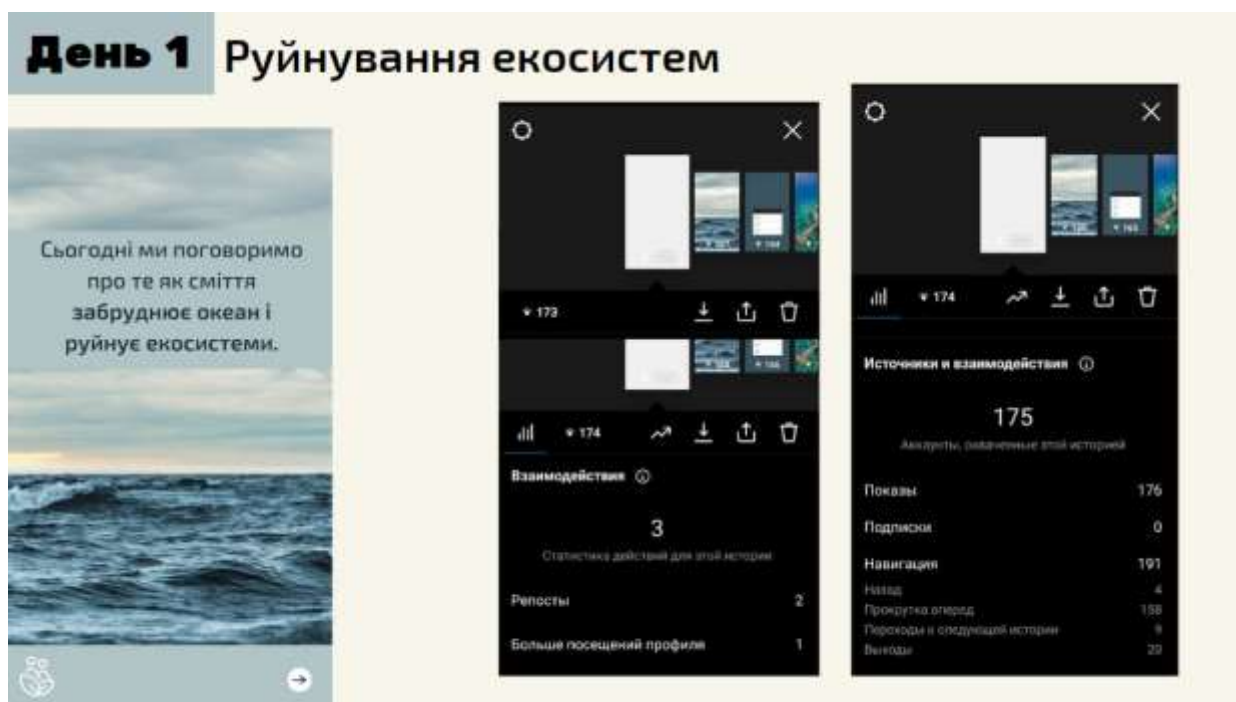 День 1 Руйнування екосистем
Сьогодні ми поговоримо
про те як сміття
забруднює океан і
руйнує екосистеми.
173
174
Взаимодействия
3
Статистика действий для этой истории
Репосты 2
Больше посещений профиля 1
174
Источники и взаимодействия
175
Аккаунты, охваченные этой историей
Показы 176
Подписки 0
Навигация 191
Назад 4
Прокрутка вперед 158
Переходы к следующей истории 9
Выходы 20